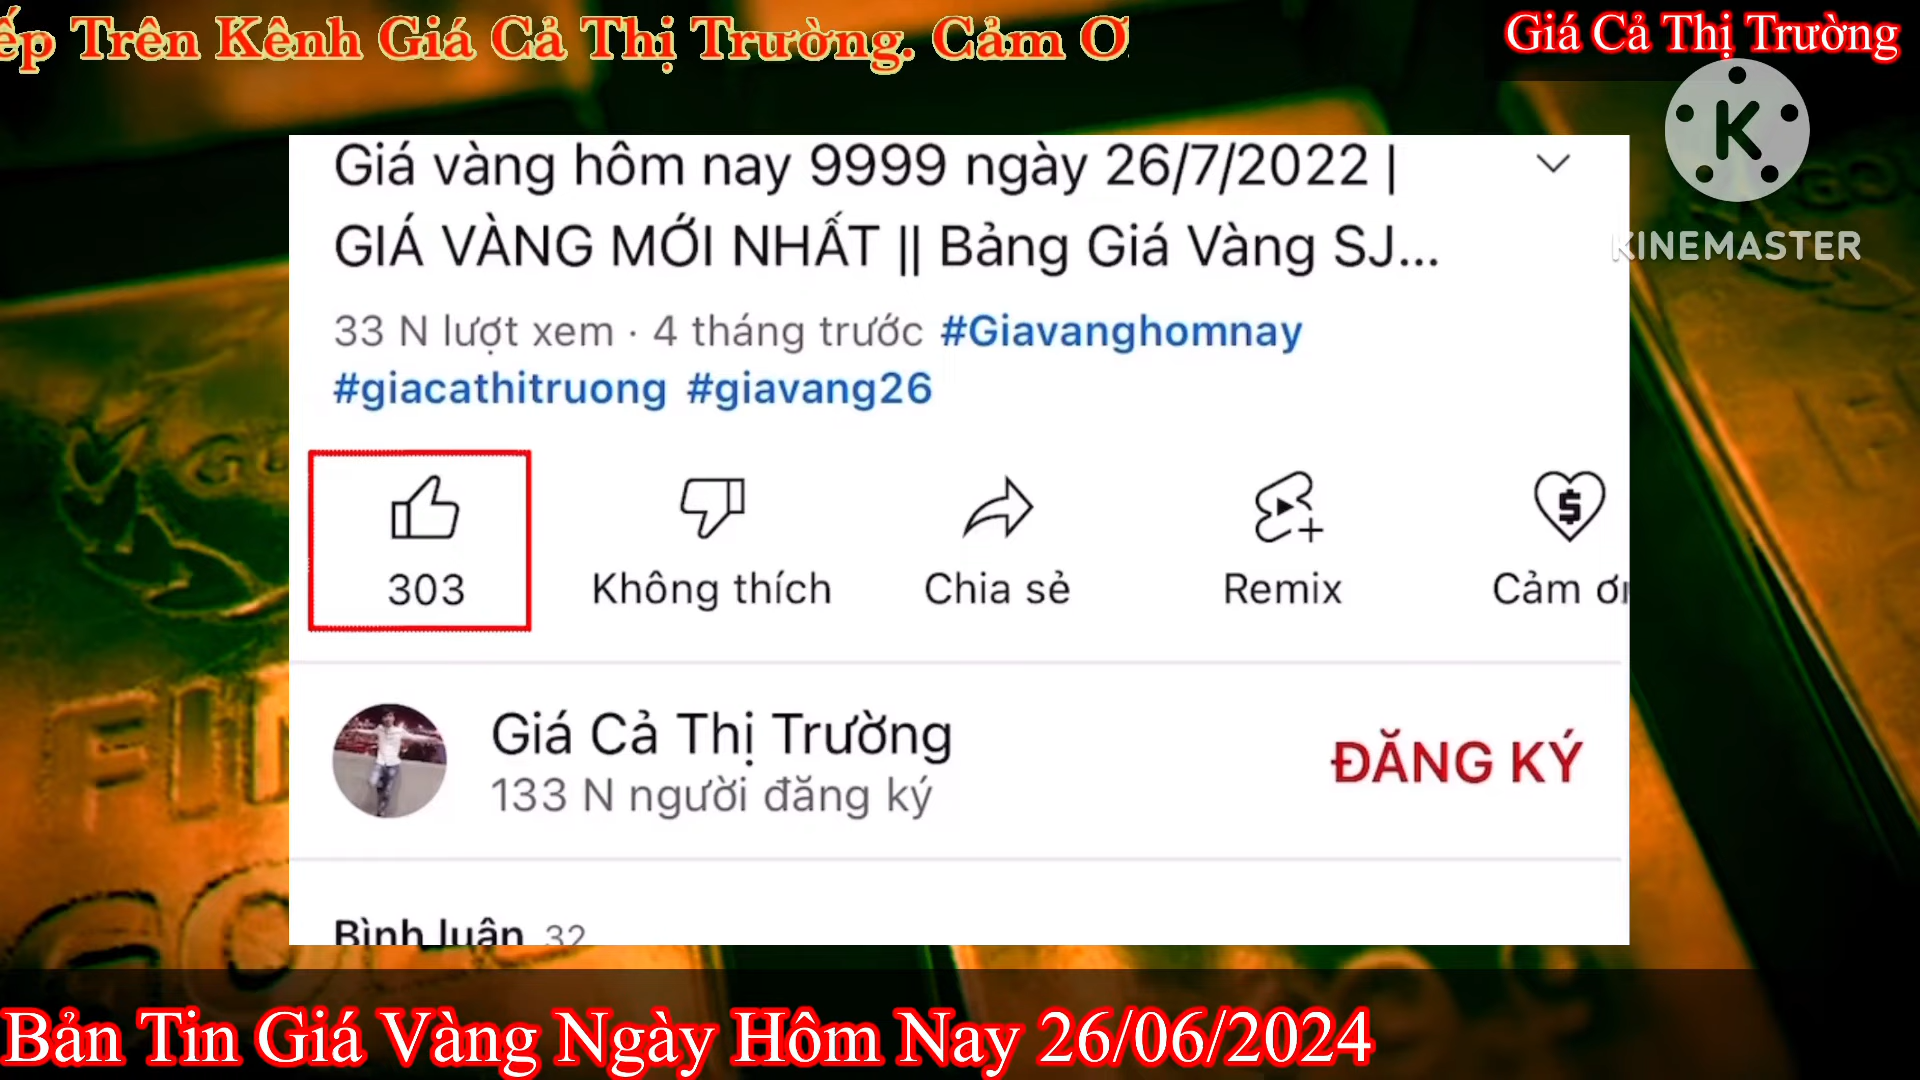 ếp Trên Kênh Giá Cả Thị Trường. Cảm Ơ
Giá Cả Thị Trường
KINEMASTER
Giá vàng hôm nay 9999 ngày 26/7/2022 |
GIÁ VÀNG MỚI NHẤT || Bảng Giá Vàng SJ...
33 N lượt xem · 4 tháng trước #Giavanghomnay
#giacathitruong #giavang26
303
Không thích
Chia sẻ
Remix
Cảm ơn
Giá Cả Thị Trường
133 N người đăng ký
ĐĂNG KÝ
Bình luận 32
Bản Tin Giá Vàng Ngày Hôm Nay 26/06/2024